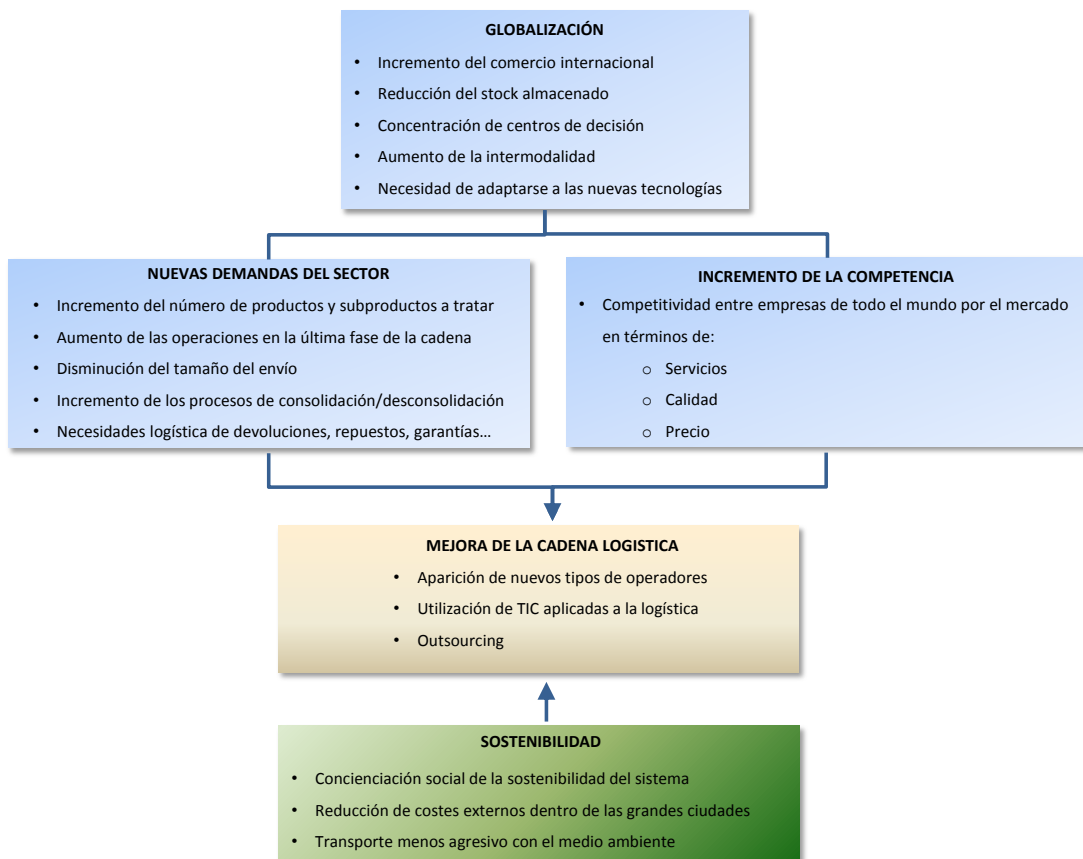 GLOBALIZACIÓN
• Incremento del comercio internacional
• Reducción del stock almacenado
• Concentración de centros de decisión
• Aumento de la intermodalidad
• Necesidad de adaptarse a las nuevas tecnologías
NUEVAS DEMANDAS DEL SECTOR
• Incremento del número de productos y subproductos a tratar
• Aumento de las operaciones en la última fase de la cadena
• Disminución del tamaño del envío
• Incremento de los procesos de consolidación/desconsolidación
• Necesidades logística de devoluciones, repuestos, garantías...
INCREMENTO DE LA COMPETENCIA
• Competitividad entre empresas de todo el mundo por el mercado
en términos de:
o Servicios
o Calidad
o Precio
MEJORA DE LA CADENA LOGISTICA
• Aparición de nuevos tipos de operadores
• Utilización de TIC aplicadas a la logística
• Outsourcing
SOSTENIBILIDAD
• Concienciación social de la sostenibilidad del sistema
• Reducción de costes externos dentro de las grandes ciudades
• Transporte menos agresivo con el medio ambiente